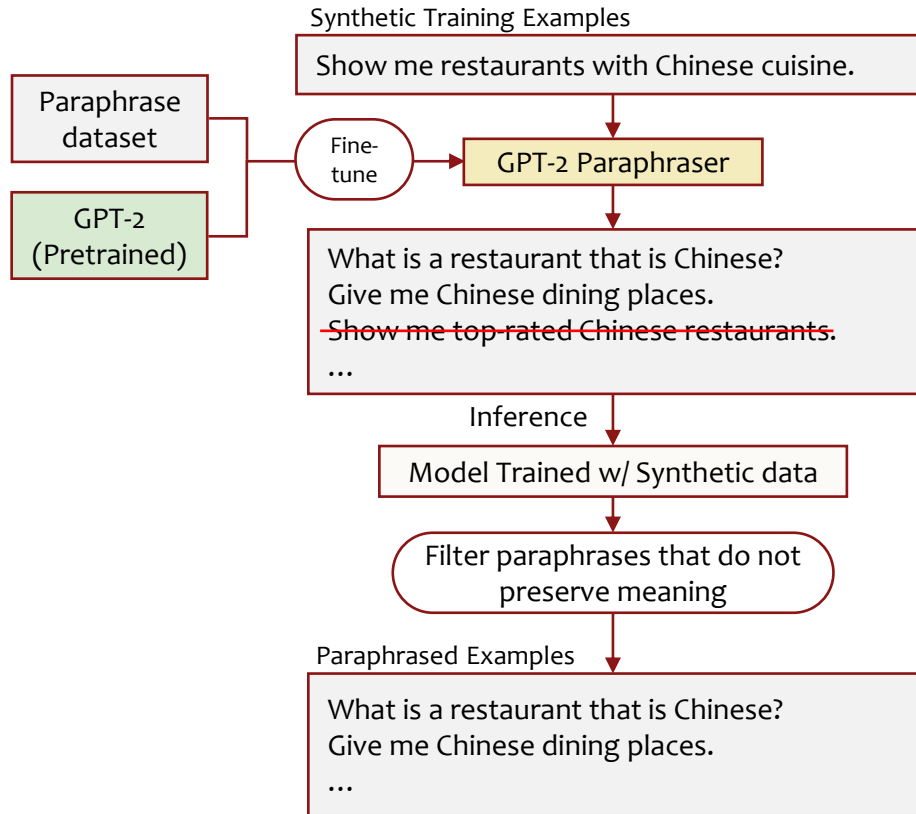 Synthetic Training Examples
Show me restaurants with Chinese cuisine.
Paraphrase
dataset
Fine-
tune
GPT-2 Paraphraser
GPT-2
(Pretrained)
What is a restaurant that is Chinese?
Give me Chinese dining places.
Show me top-rated Chinese restaurants.
...
Inference
Model Trained w/ Synthetic data
Filter paraphrases that do not
preserve meaning
Paraphrased Examples
What is a restaurant that is Chinese?
Give me Chinese dining places.
...